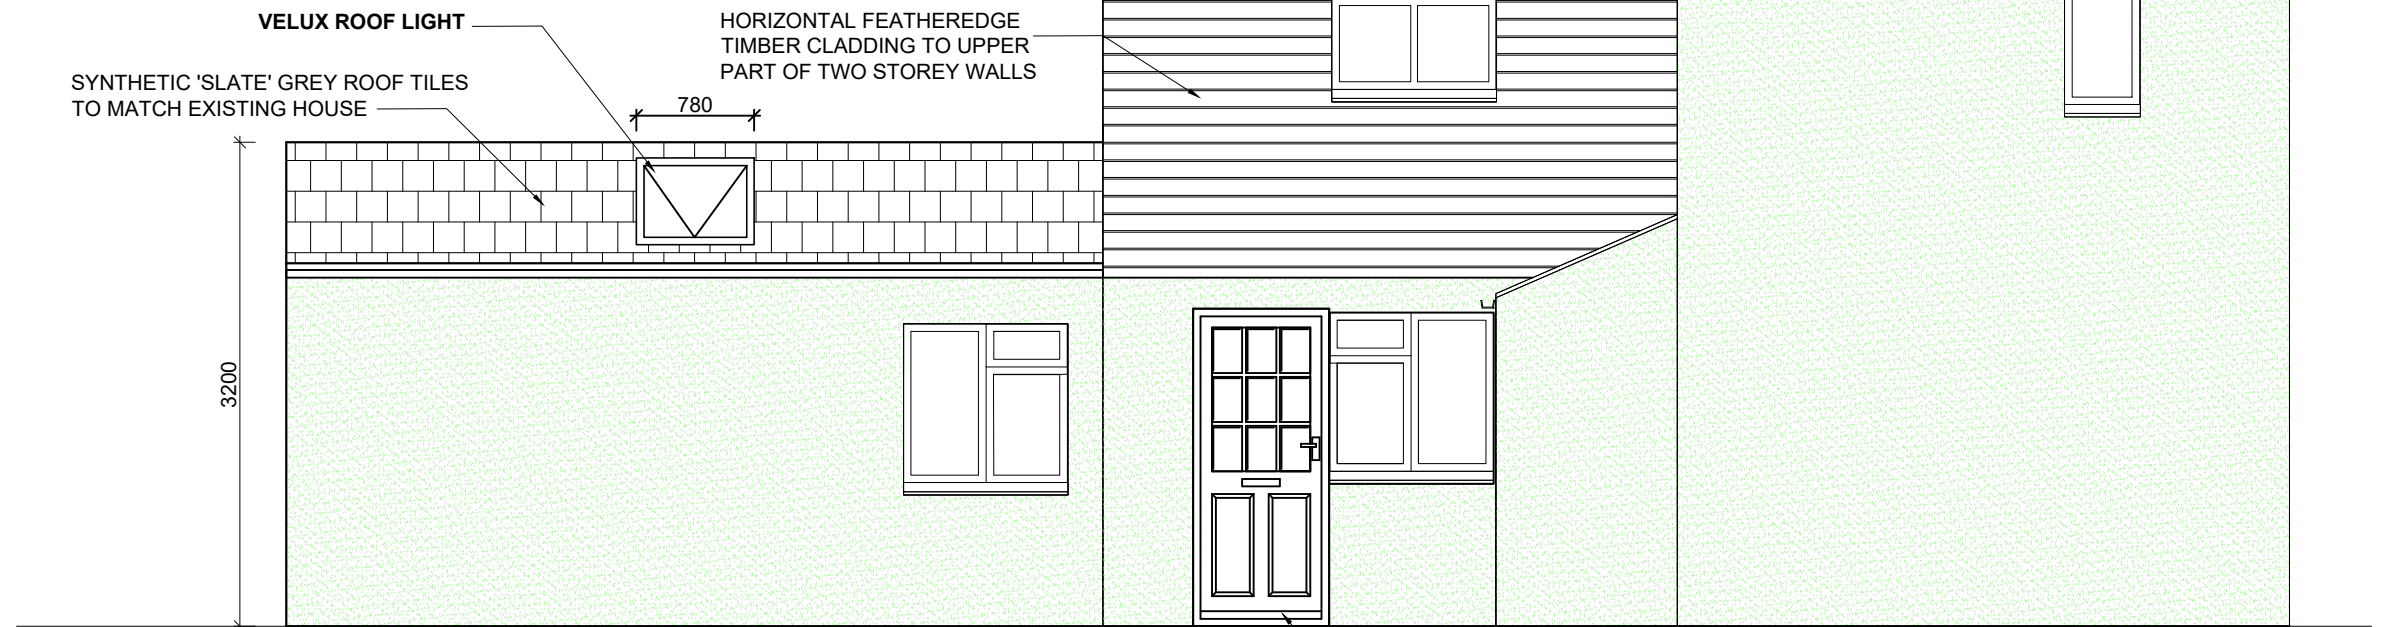 VELUX ROOF LIGHT
HORIZONTAL FEATHEREDGE
TIMBER CLADDING TO UPPER
PART OF TWO STOREY WALLS
SYNTHETIC 'SLATE' GREY ROOF TILES
TO MATCH EXISTING HOUSE
780
3200